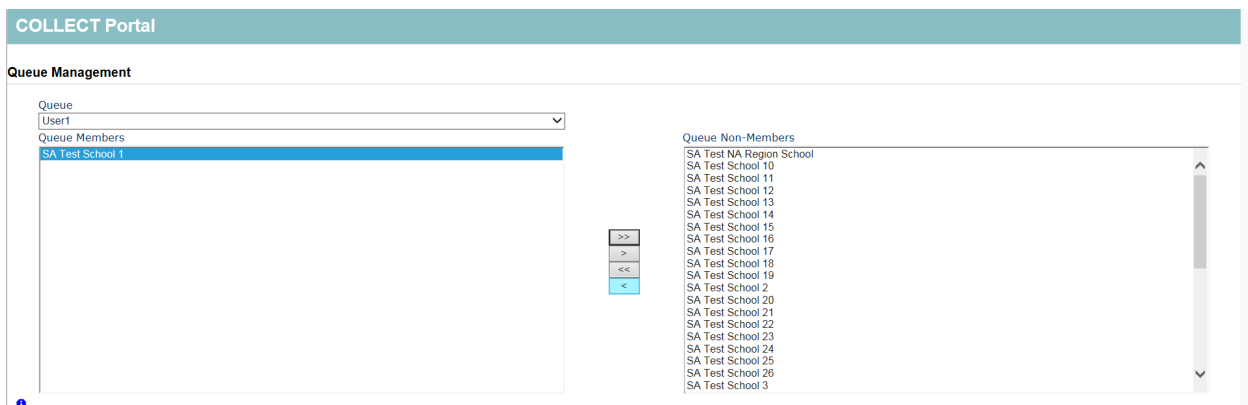 COLLECT Portal
Queue Management
Queue
User1
Queue Members
SA Test School 1
>>
>
<<
<
Queue Non-Members
SA Test NA Region School
SA Test School 10
SA Test School 11
SA Test School 12
SA Test School 13
SA Test School 14
SA Test School 15
SA Test School 16
SA Test School 17
SA Test School 18
SA Test School 19
SA Test School 2
SA Test School 20
SA Test School 21
SA Test School 22
SA Test School 23
SA Test School 24
SA Test School 25
SA Test School 26
SA Test School 3